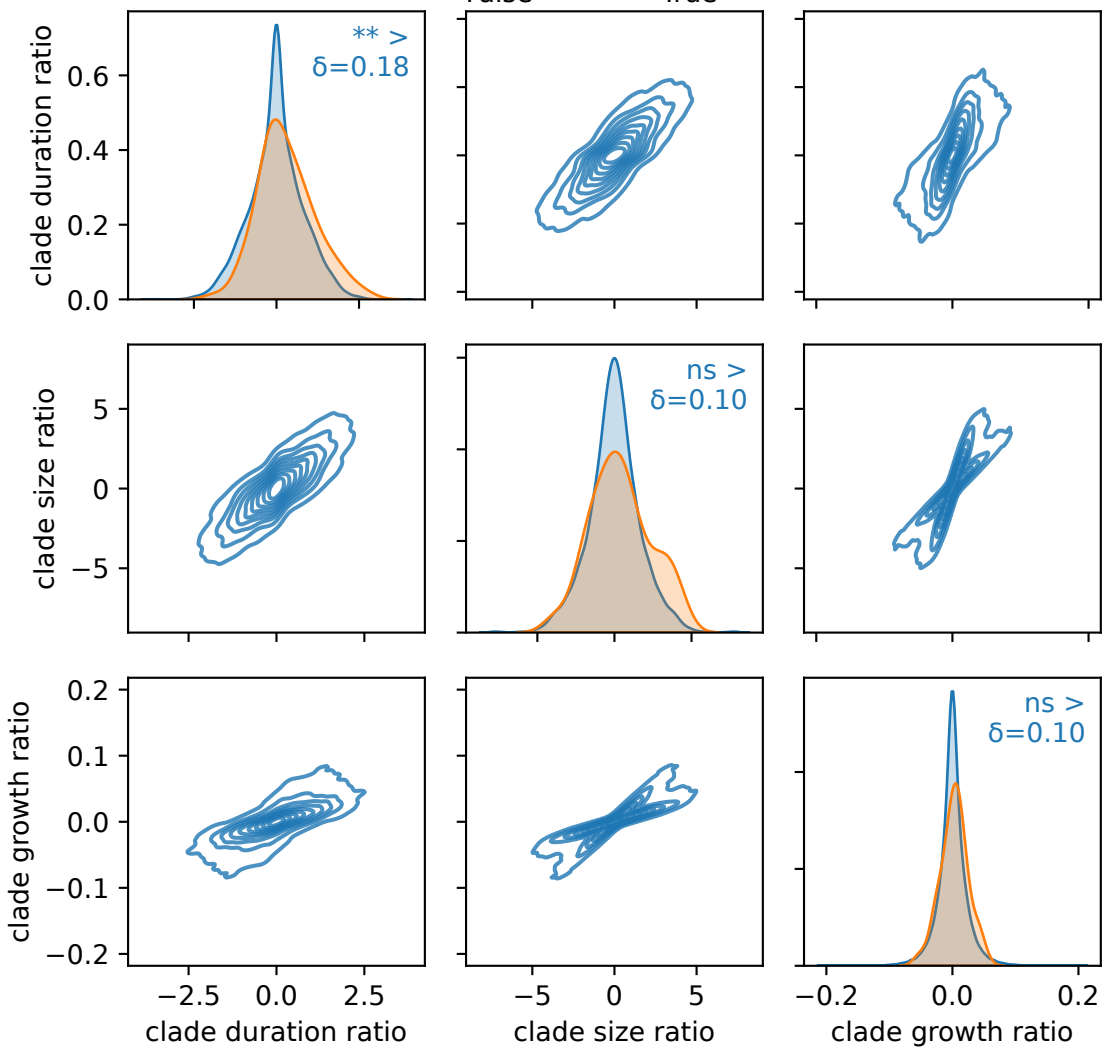 ** >
δ=0.18
clade duration ratio
0.6
0.4
0.2
0.0
ns >
δ=0.10
clade size ratio
5
0
−5
ns >
δ=0.10
clade growth ratio
0.2
0.1
0.0
−0.1
−0.2
−2.5 0.0 2.5
−5 0 5
−0.2 0.0 0.2
clade duration ratio
clade size ratio
clade growth ratio